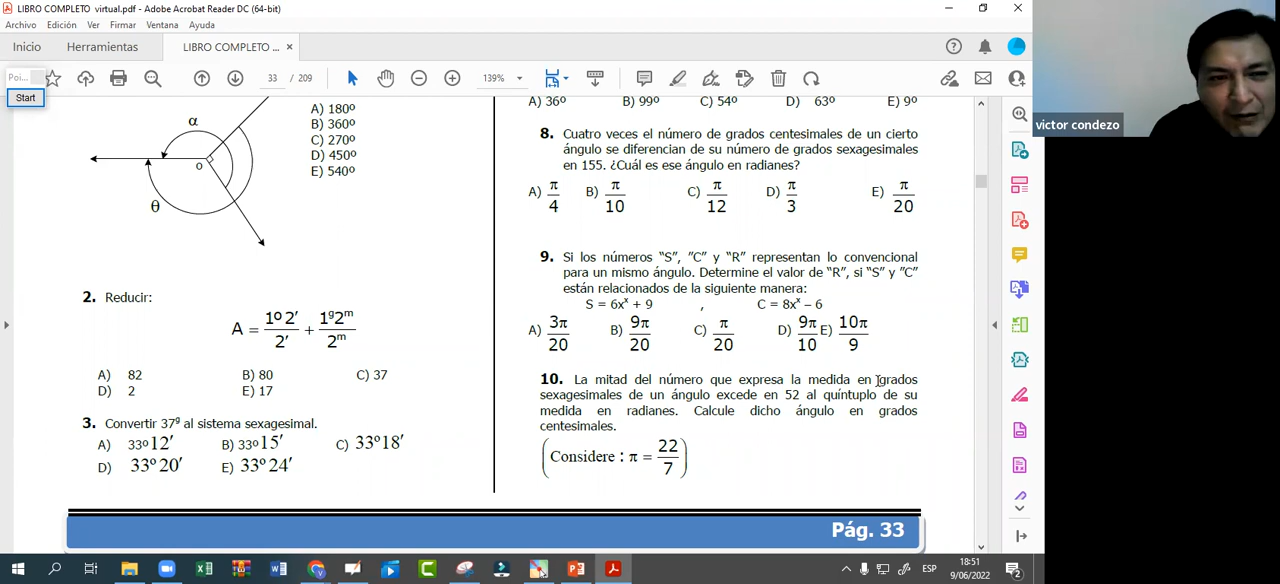 LIBRO COMPLETO virtual.pdf - Adobe Acrobat Reader DC (64-bit)
Archivo Edición Ver Firmar Ventana Ayuda
Inicio Herramientas LIBRO COMPLETO ... ×
Poi...
33 / 209 139%
Start
victor condezo
α
o
θ
A) 180º
B) 360º
C) 270º
D) 450º
E) 540º
2. Reducir:
A = 1º 2′ / 2′ + 1g2m / 2m
A) 82 B) 80 C) 37
D) 2 E) 17
3. Convertir 37g al sistema sexagesimal.
A) 33º12′ B) 33º15′ C) 33º18′
D) 33º20′ E) 33º24′
A) 36º B) 99º C) 54º D) 63º E) 9º
8. Cuatro veces el número de grados centesimales de un cierto
ángulo se diferencian de su número de grados sexagesimales
en 155. ¿Cuál es ese ángulo en radianes?
A) π/4 B) π/10 C) π/12 D) π/3 E) π/20
9. Si los números “S”, ”C” y “R” representan lo convencional
para un mismo ángulo. Determine el valor de “R”, si “S” y ”C”
están relacionados de la siguiente manera:
S = 6xx + 9 , C = 8xx – 6
A) 3π/20 B) 9π/20 C) π/20 D) 9π/10 E) 10π/9
10. La mitad del número que expresa la medida en grados
sexagesimales de un ángulo excede en 52 al quíntuplo de su
medida en radianes. Calcule dicho ángulo en grados
centesimales.
(Considere : π = 22/7)
Pág. 33
ESP
18:51
9/06/2022
2